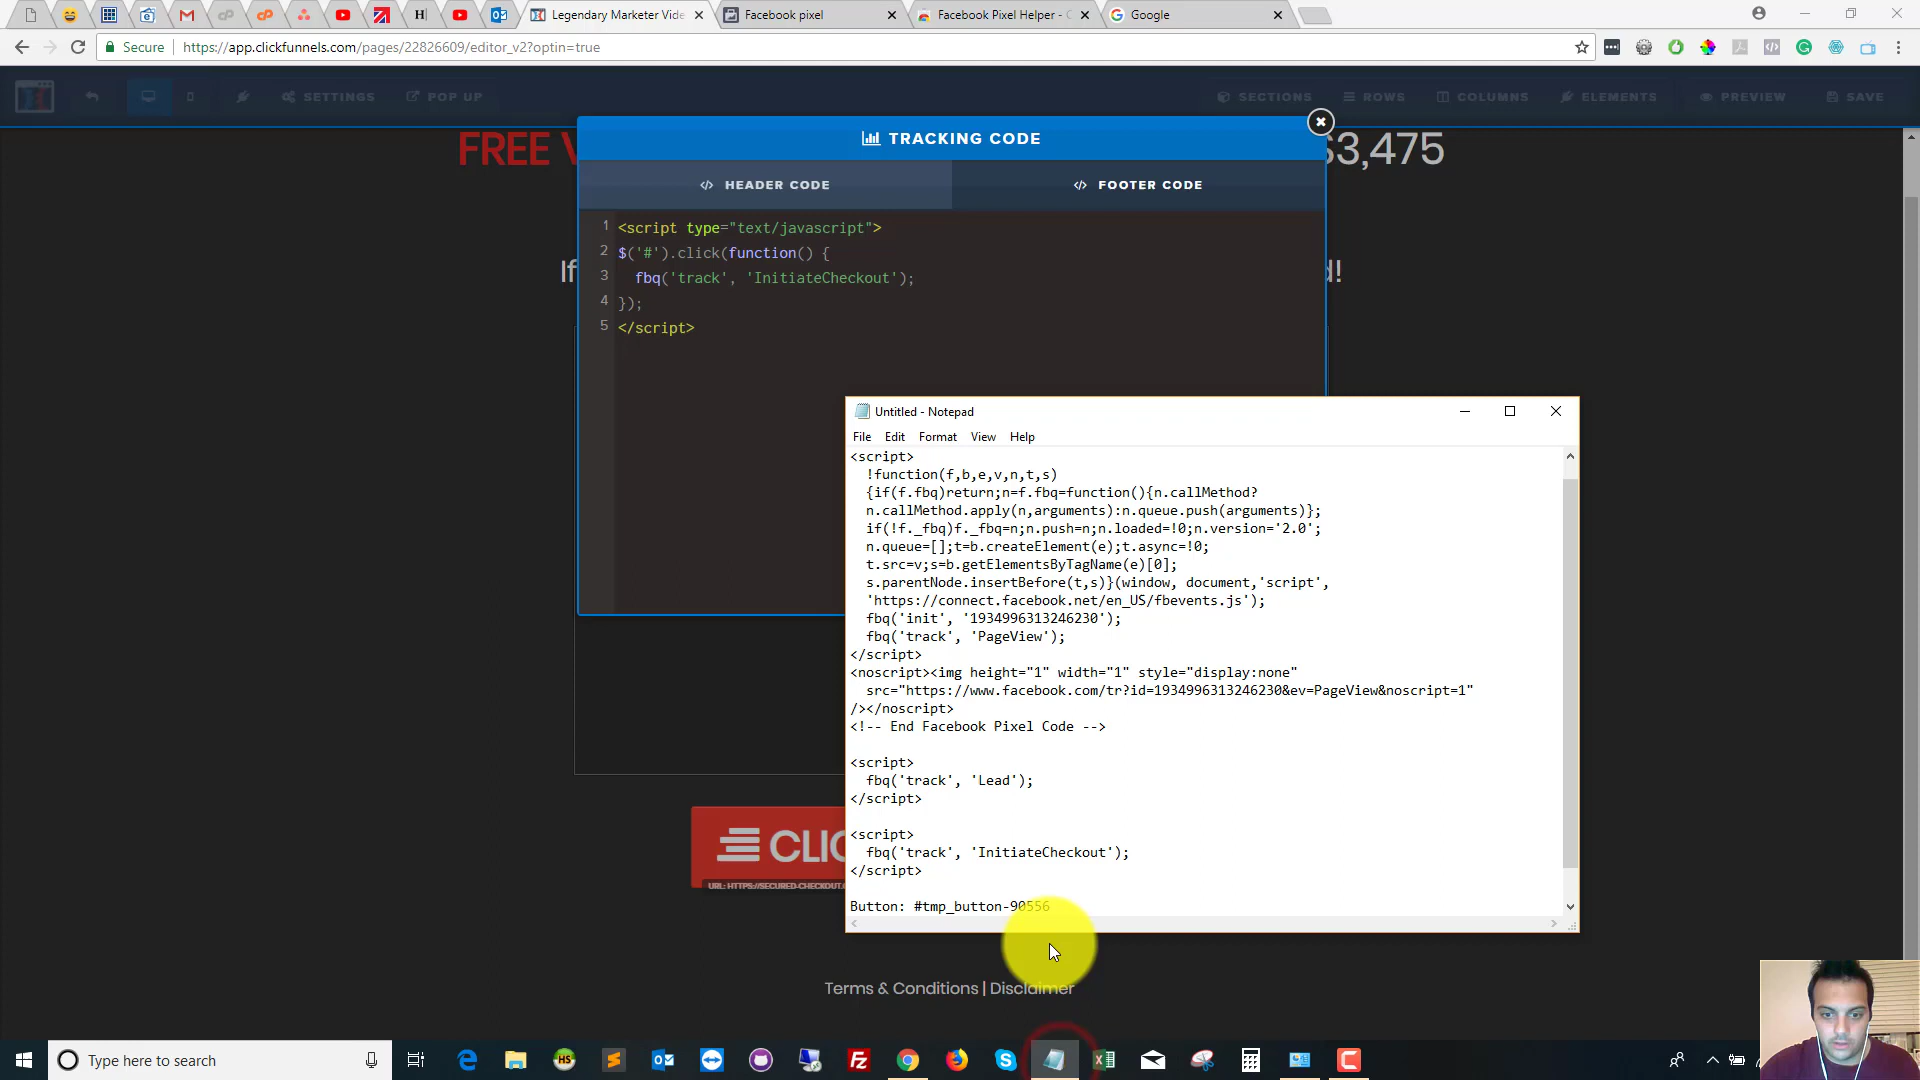 Legendary Marketer Vide
Facebook pixel
Facebook Pixel Helper - C
Google
Secure
https://app.clickfunnels.com/pages/22826609/editor_v2?optin=true
SETTINGS
POP UP
SECTIONS
ROWS
COLUMNS
ELEMENTS
PREVIEW
SAVE
FREE
$3,475
If
d!
TRACKING CODE
HEADER CODE
FOOTER CODE
1 <script type="text/javascript">
2 $('#').click(function() {
3 fbq('track', 'InitiateCheckout');
4 });
5 </script>
Untitled - Notepad
File Edit Format View Help
<script>
!function(f,b,e,v,n,t,s)
{if(f.fbq)return;n=f.fbq=function(){n.callMethod?
n.callMethod.apply(n,arguments):n.queue.push(arguments)};
if(!f._fbq)f._fbq=n;n.push=n;n.loaded=!0;n.version='2.0';
n.queue=[];t=b.createElement(e);t.async=!0;
t.src=v;s=b.getElementsByTagName(e)[0];
s.parentNode.insertBefore(t,s)}(window, document,'script',
'https://connect.facebook.net/en_US/fbevents.js');
fbq('init', '1934996313246230');
fbq('track', 'PageView');
</script>
<noscript><img height="1" width="1" style="display:none"
src="https://www.facebook.com/tr?id=1934996313246230&ev=PageView&noscript=1"
/></noscript>
<!-- End Facebook Pixel Code -->
<script>
fbq('track', 'Lead');
</script>
<script>
fbq('track', 'InitiateCheckout');
</script>
Button: #tmp_button-90556
CLIC
URL: HTTPS://SECURED-CHECKOUT.
Terms & Conditions | Disclaimer
Type here to search